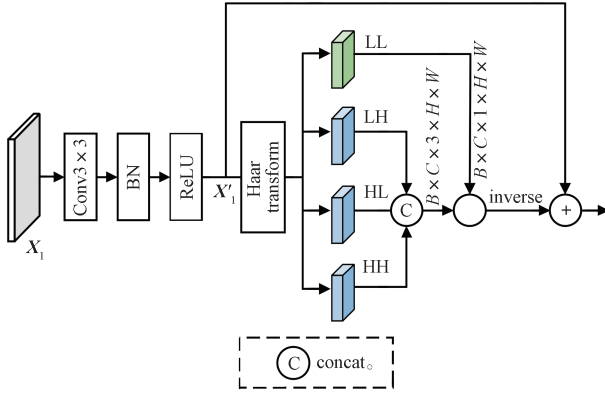 X₁
Conv3 × 3
BN
ReLU
X′₁
Haar
transform
LL
LH
HL
HH
C
B×C×3×H×W
B×C×1×H×W
inverse
+
C concat。